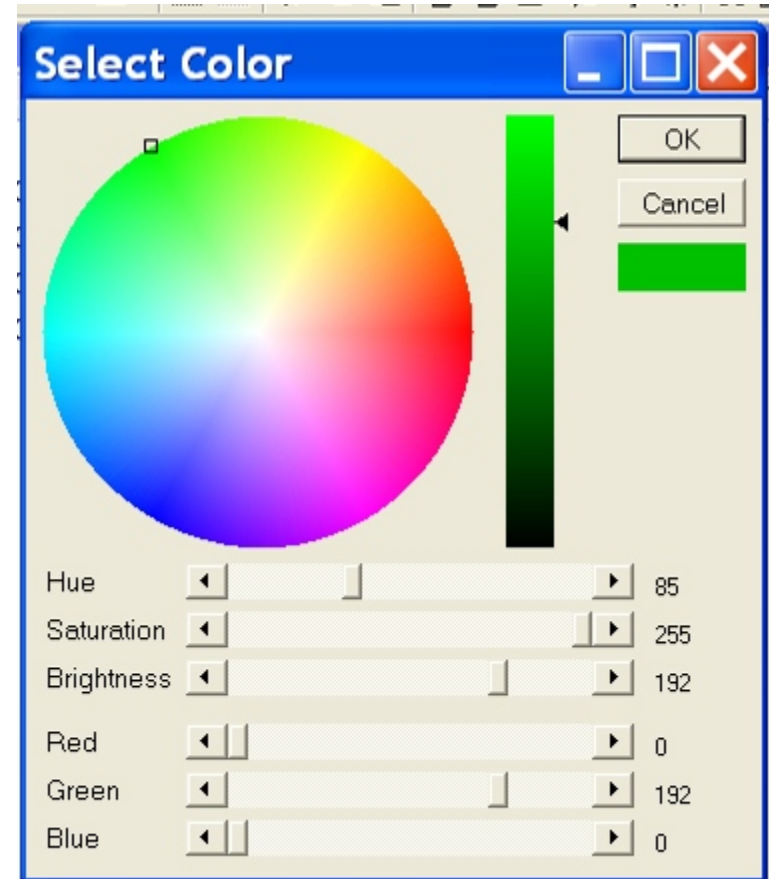 Select Color
OK
Cancel
Hue 85
Saturation 255
Brightness 192
Red 0
Green 192
Blue 0